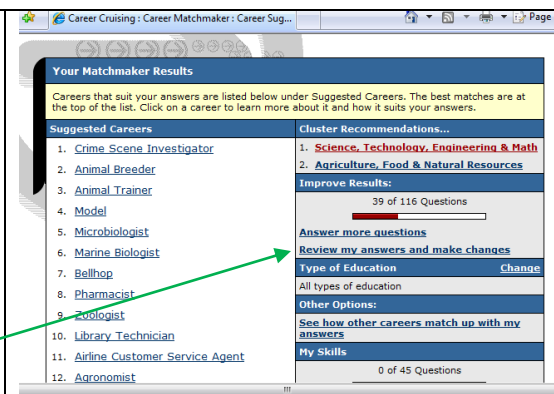 Career Cruising : Career Matchmaker : Career Sug...
Page
Your Matchmaker Results
Careers that suit your answers are listed below under Suggested Careers. The best matches are at
the top of the list. Click on a career to learn more about it and how it suits your answers.
Suggested Careers
1. Crime Scene Investigator
2. Animal Breeder
3. Animal Trainer
4. Model
5. Microbiologist
6. Marine Biologist
7. Bellhop
8. Pharmacist
9. Zoologist
10. Library Technician
11. Airline Customer Service Agent
12. Agronomist
Cluster Recommendations...
1. Science, Technology, Engineering & Math
2. Agriculture, Food & Natural Resources
Improve Results:
39 of 116 Questions
Answer more questions
Review my answers and make changes
Type of Education Change
All types of education
Other Options:
See how other careers match up with my
answers
My Skills
0 of 45 Questions